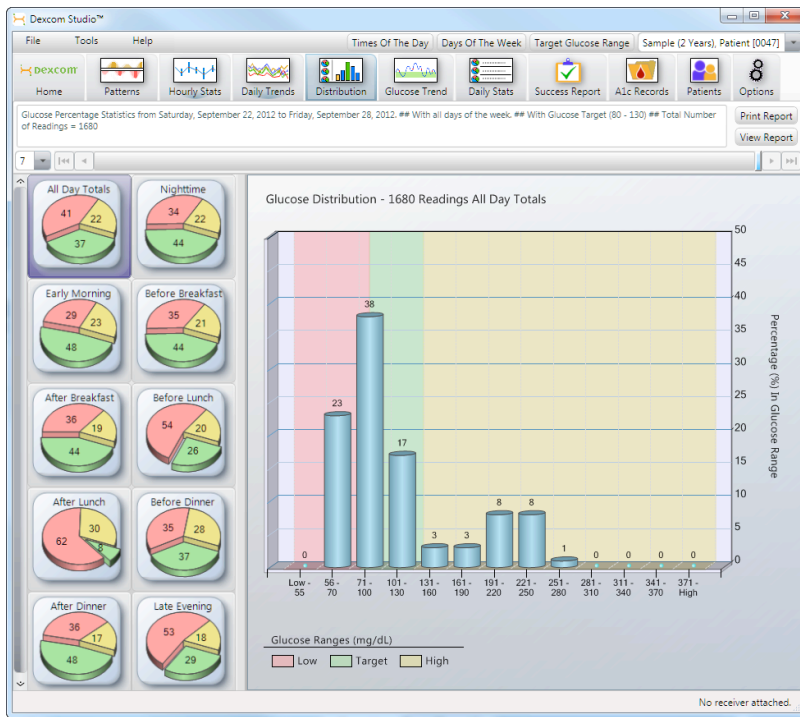 Dexcom Studio™
File Tools Help Times Of The Day Days Of The Week Target Glucose Range Sample (2 Years), Patient [0047]
DEXCOM
Home Patterns Hourly Stats Daily Trends Distribution Glucose Trend Daily Stats Success Report A1c Records Patients Options
Glucose Percentage Statistics from Saturday, September 22, 2012 to Friday, September 28, 2012. ## With all days of the week. ## With Glucose Target (80 - 130) ## Total Number
of Readings = 1680
Print Report
View Report
7
All Day Totals
41 22
37
Nighttime
34 22
44
Early Morning
29 23
48
Before Breakfast
35 21
44
After Breakfast
36 19
44
Before Lunch
54 20
26
After Lunch
30
62 8
Before Dinner
35 28
37
After Dinner
36 17
48
Late Evening
53 18
29
Glucose Distribution - 1680 Readings All Day Totals
50
45
40
35
30
25
20
15
10
5
0
Percentage (%) In Glucose Range
0 23 38 17 3 3 8 8 1 0 0 0 0
Low - 56 - 71 - 101 - 131 - 161 - 191 - 221 - 251 - 281 - 311 - 341 - 371 -
55 70 100 130 160 190 220 250 280 310 340 370 High
Glucose Ranges (mg/dL)
Low Target High
No receiver attached.